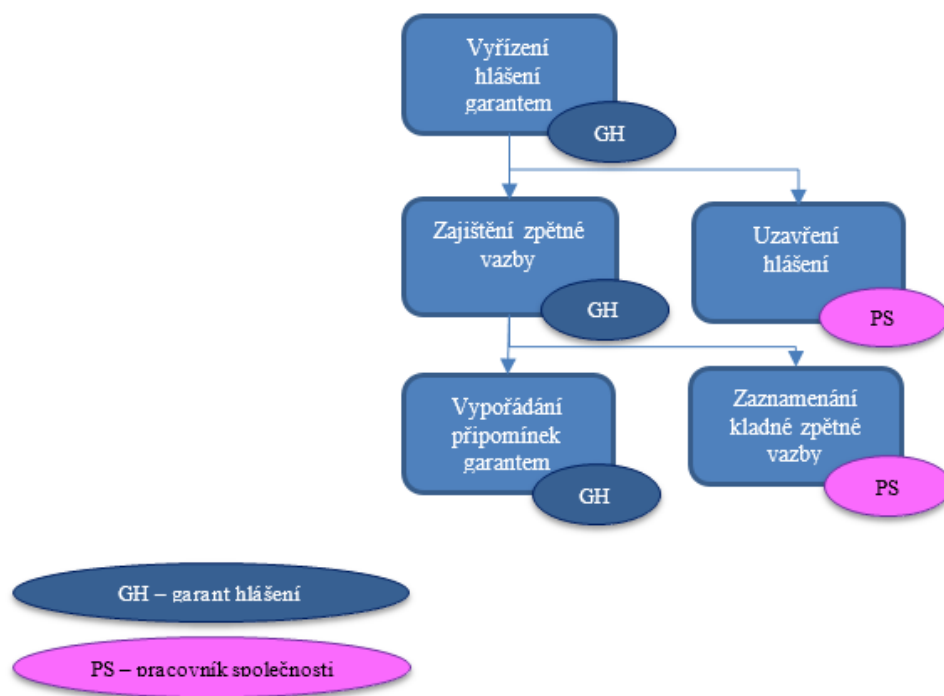 Vyřízení
hlášení
garantem
GH
Zajištění zpětné
vazby
GH
Uzavření
hlášení
PS
Vypořádání
připomínek
garantem
GH
Zaznamenání
kladné zpětné
vazby
PS
GH – garant hlášení
PS – pracovník společnosti